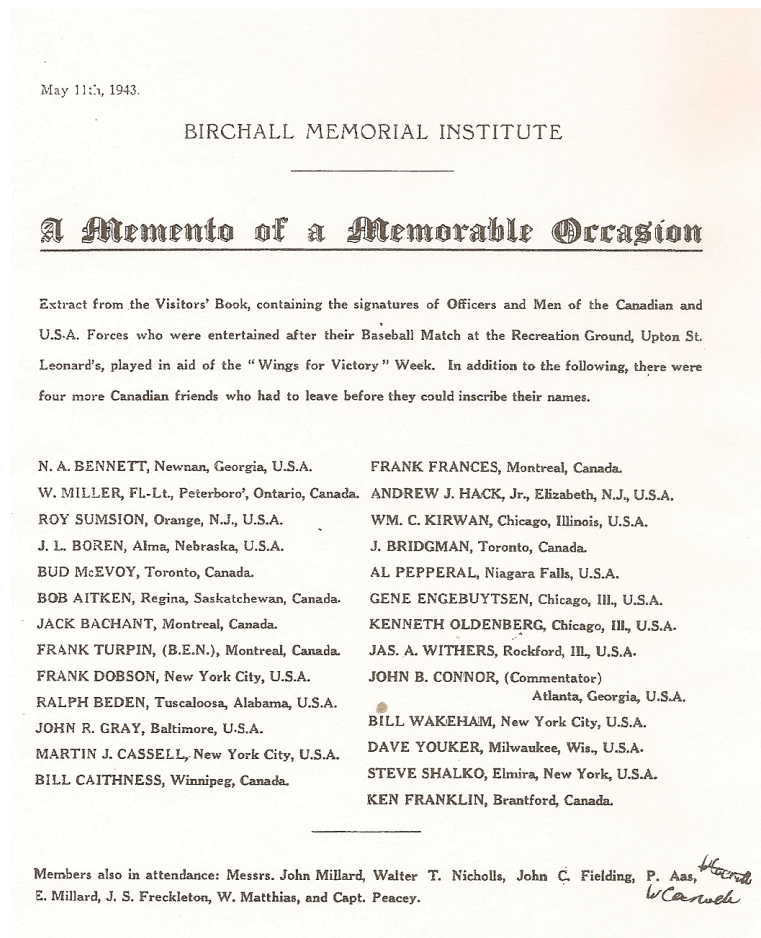 May 11th, 1943.
BIRCHALL MEMORIAL INSTITUTE
A Memento of a Memorable Occasion
Extract from the Visitors' Book, containing the signatures of Officers and Men of the Canadian and
U.S.A. Forces who were entertained after their Baseball Match at the Recreation Ground, Upton St.
Leonard's, played in aid of the "Wings for Victory" Week. In addition to the following, there were
four more Canadian friends who had to leave before they could inscribe their names.
N. A. BENNETT, Newnan, Georgia, U.S.A.
W. MILLER, Fl.-Lt., Peterboro', Ontario, Canada.
ROY SUMSION, Orange, N.J., U.S.A.
J. L. BOREN, Alma, Nebraska, U.S.A.
BUD McEVOY, Toronto, Canada.
BOB AITKEN, Regina, Saskatchewan, Canada.
JACK BACHANT, Montreal, Canada.
FRANK TURPIN, (B.E.N.), Montreal, Canada.
FRANK DOBSON, New York City, U.S.A.
RALPH BEDEN, Tuscaloosa, Alabama, U.S.A.
JOHN R. GRAY, Baltimore, U.S.A.
MARTIN J. CASSELL, New York City, U.S.A.
BILL CAITHNESS, Winnipeg, Canada.
FRANK FRANCES, Montreal, Canada.
ANDREW J. HACK, Jr., Elizabeth, N.J., U.S.A.
WM. C. KIRWAN, Chicago, Illinois, U.S.A.
J. BRIDGMAN, Toronto, Canada.
AL PEPPERAL, Niagara Falls, U.S.A.
GENE ENGEBUYTSEN, Chicago, Ill., U.S.A.
KENNETH OLDENBERG, Chicago, Ill., U.S.A.
JAS. A. WITHERS, Rockford, Ill., U.S.A.
JOHN B. CONNOR, (Commentator)
Atlanta, Georgia, U.S.A.
BILL WAKEHAM, New York City, U.S.A.
DAVE YOUKER, Milwaukee, Wis., U.S.A.
STEVE SHALKO, Elmira, New York, U.S.A.
KEN FRANKLIN, Brantford, Canada.
Members also in attendance: Messrs. John Millard, Walter T. Nicholls, John C. Fielding, P. Aas,
E. Millard, J. S. Freckleton, W. Matthias, and Capt. Peacey.